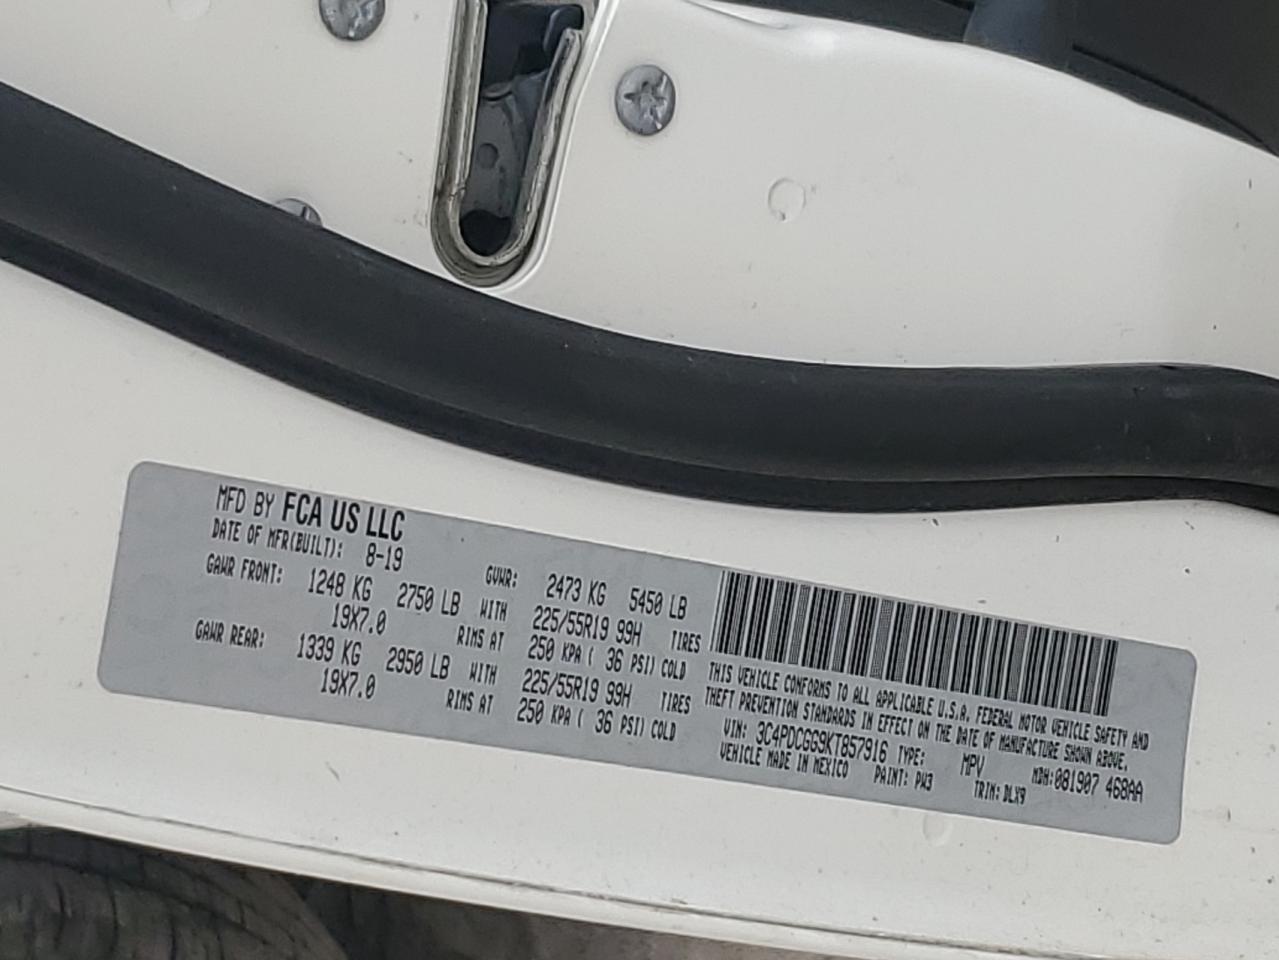 MFD BY FCA US LLC
DATE OF MFR(BUILT): 8-19 GVWR: 2473 KG 5450 LB
GAWR FRONT: 1248 KG 2750 LB WITH 225/55R19 99H TIRES
19X7.0 RIMS AT 250 KPA ( 36 PSI) COLD
GAWR REAR: 1339 KG 2950 LB WITH 225/55R19 99H TIRES
19X7.0 RIMS AT 250 KPA ( 36 PSI) COLD
THIS VEHICLE CONFORMS TO ALL APPLICABLE U.S.A. FEDERAL MOTOR VEHICLE SAFETY AND
THEFT PREVENTION STANDARDS IN EFFECT ON THE DATE OF MANUFACTURE SHOWN ABOVE.
VIN: 3C4PDCGG9KT857916 TYPE: MPV MDH:081907 468AA
VEHICLE MADE IN MEXICO PAINT: PW3 TRIM: DLX9